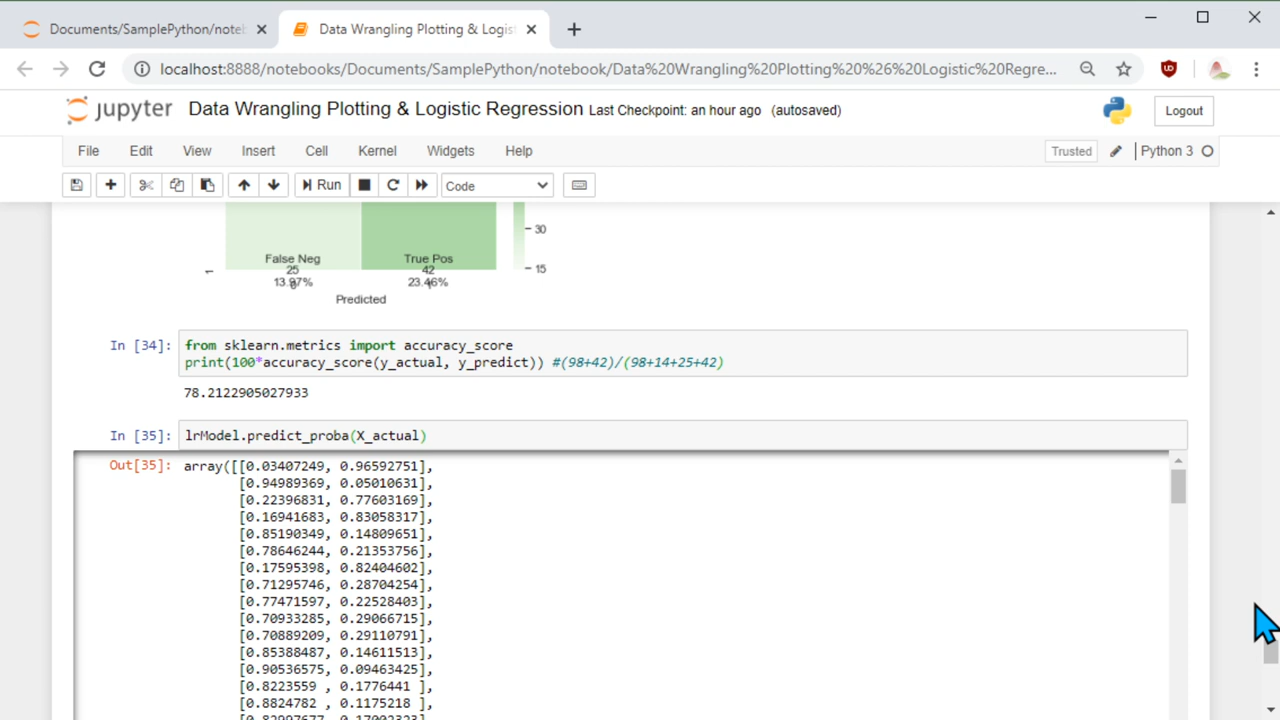 Documents/SamplePython/noteb
Data Wrangling Plotting & Logist
localhost:8888/notebooks/Documents/SamplePython/notebook/Data%20Wrangling%20Plotting%20%26%20Logistic%20Regre...
jupyter Data Wrangling Plotting & Logistic Regression Last Checkpoint: an hour ago (autosaved) Logout
File Edit View Insert Cell Kernel Widgets Help Trusted Python 3
Run Code
30
False Neg True Pos
25 42 15
1
13.97% 23.46%
Predicted
In [34]: from sklearn.metrics import accuracy_score
print(100*accuracy_score(y_actual, y_predict)) #(98+42)/(98+14+25+42)
78.2122905027933
In [35]: lrModel.predict_proba(X_actual)
Out[35]: array([[0.03407249, 0.96592751],
[0.94989369, 0.05010631],
[0.22396831, 0.77603169],
[0.16941683, 0.83058317],
[0.85190349, 0.14809651],
[0.78646244, 0.21353756],
[0.17595398, 0.82404602],
[0.71295746, 0.28704254],
[0.77471597, 0.22528403],
[0.70933285, 0.29066715],
[0.70889209, 0.29110791],
[0.85388487, 0.14611513],
[0.90536575, 0.09463425],
[0.8223559 , 0.1776441 ],
[0.8824782 , 0.1175218 ],
[0.82997677, 0.17002323],